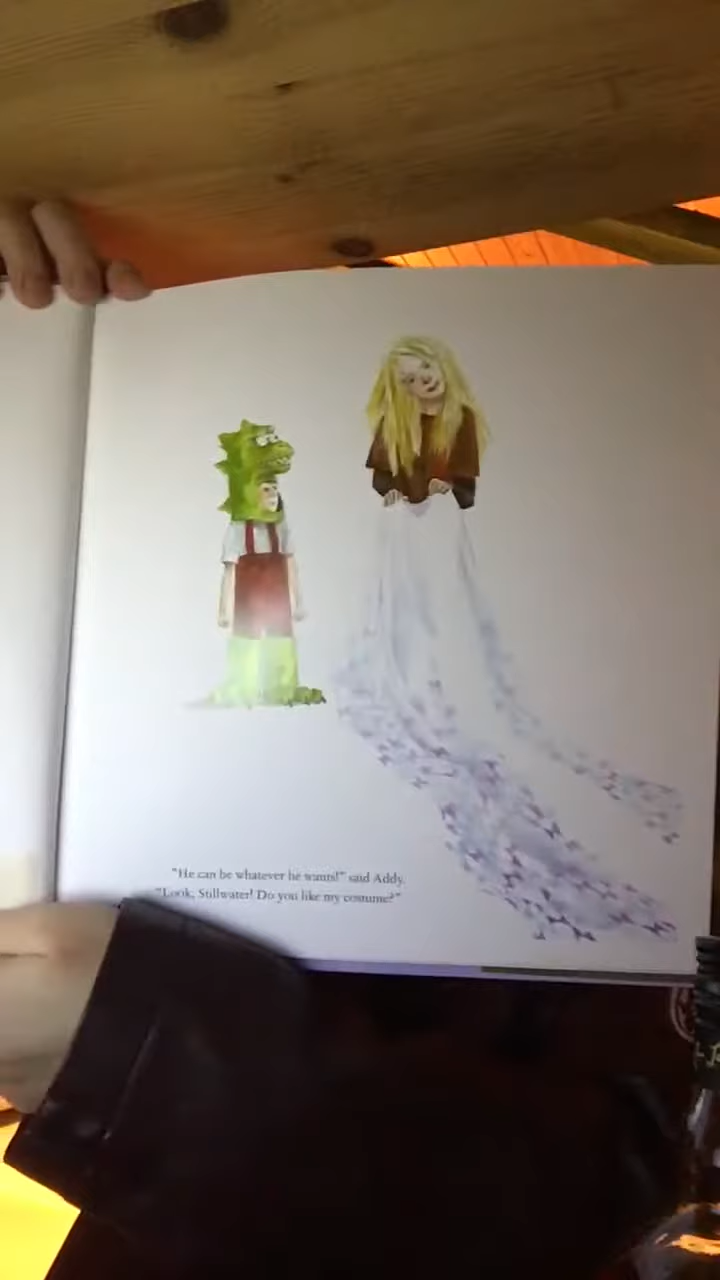 "He can be whatever he wants!" said Addy.
"Look, Stillwater! Do you like my costume?"